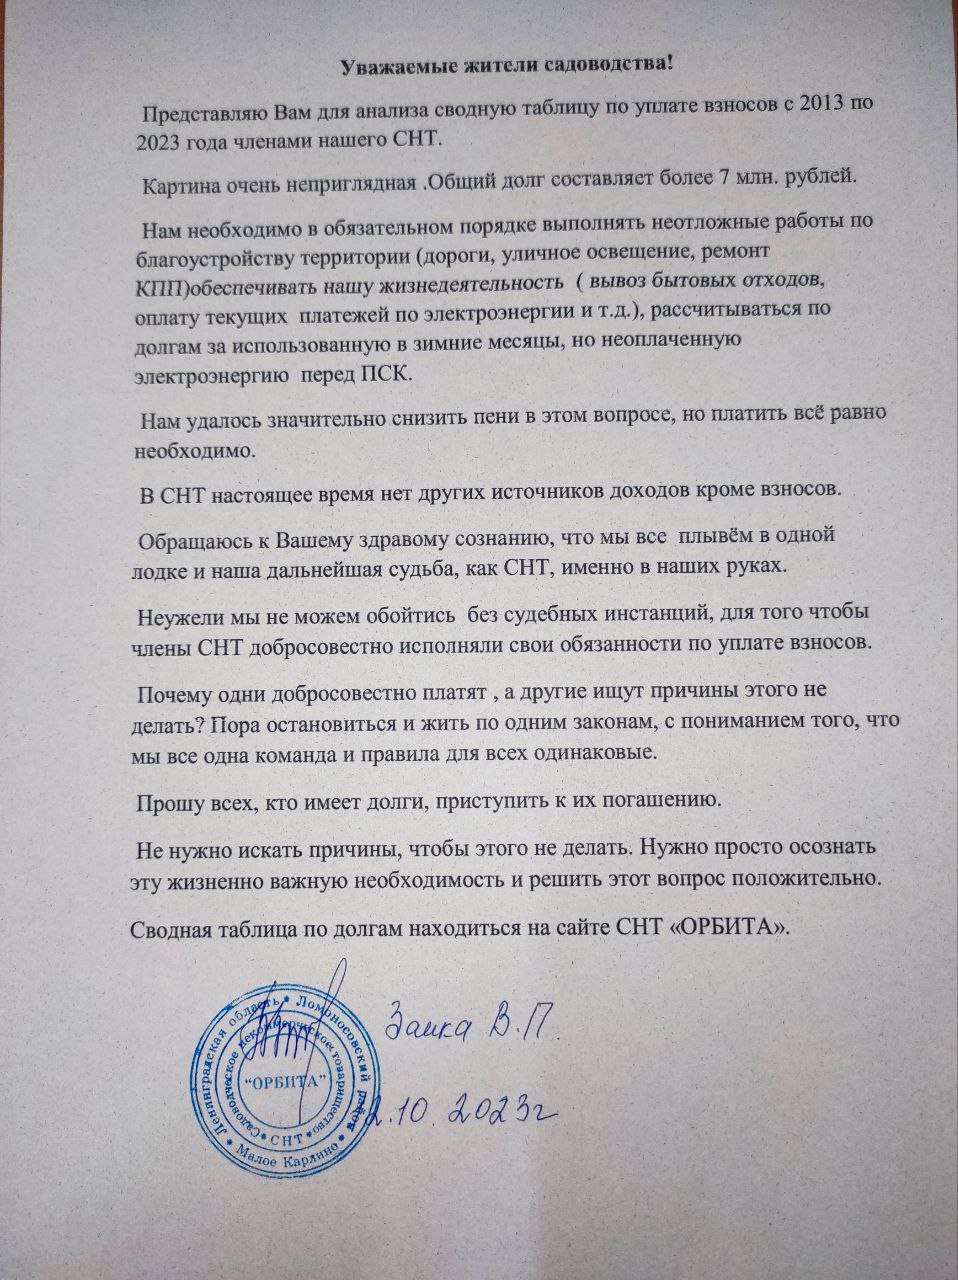 Уважаемые жители садоводства!
Представляю Вам для анализа сводную таблицу по уплате взносов с 2013 по
2023 года членами нашего СНТ.
Картина очень неприглядная .Общий долг составляет более 7 млн. рублей.
Нам необходимо в обязательном порядке выполнять неотложные работы по
благоустройству территории (дороги, уличное освещение, ремонт
КПП)обеспечивать нашу жизнедеятельность ( вывоз бытовых отходов,
оплату текущих платежей по электроэнергии и т.д.), рассчитываться по
долгам за использованную в зимние месяцы, но неоплаченную
электроэнергию перед ПСК.
Нам удалось значительно снизить пени в этом вопросе, но платить всё равно
необходимо.
В СНТ настоящее время нет других источников доходов кроме взносов.
Обращаюсь к Вашему здравому сознанию, что мы все плывём в одной
лодке и наша дальнейшая судьба, как СНТ, именно в наших руках.
Неужели мы не можем обойтись без судебных инстанций, для того чтобы
члены СНТ добросовестно исполняли свои обязанности по уплате взносов.
Почему одни добросовестно платят , а другие ищут причины этого не
делать? Пора остановиться и жить по одним законам, с пониманием того, что
мы все одна команда и правила для всех одинаковые.
Прошу всех, кто имеет долги, приступить к их погашению.
Не нужно искать причины, чтобы этого не делать. Нужно просто осознать
эту жизненно важную необходимость и решить этот вопрос положительно.
Сводная таблица по долгам находиться на сайте СНТ «ОРБИТА».
Ленинградская область * Ломоносовский район * Малое Карлино *
Садоводческое некоммерческое товарищество * СНТ *
"ОРБИТА"
Заика В.П
2.10 2023г